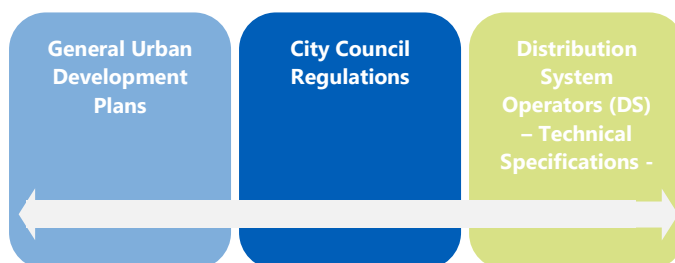 General Urban
Development
Plans
City Council
Regulations
Distribution
System
Operators (DS)
– Technical
Specifications -